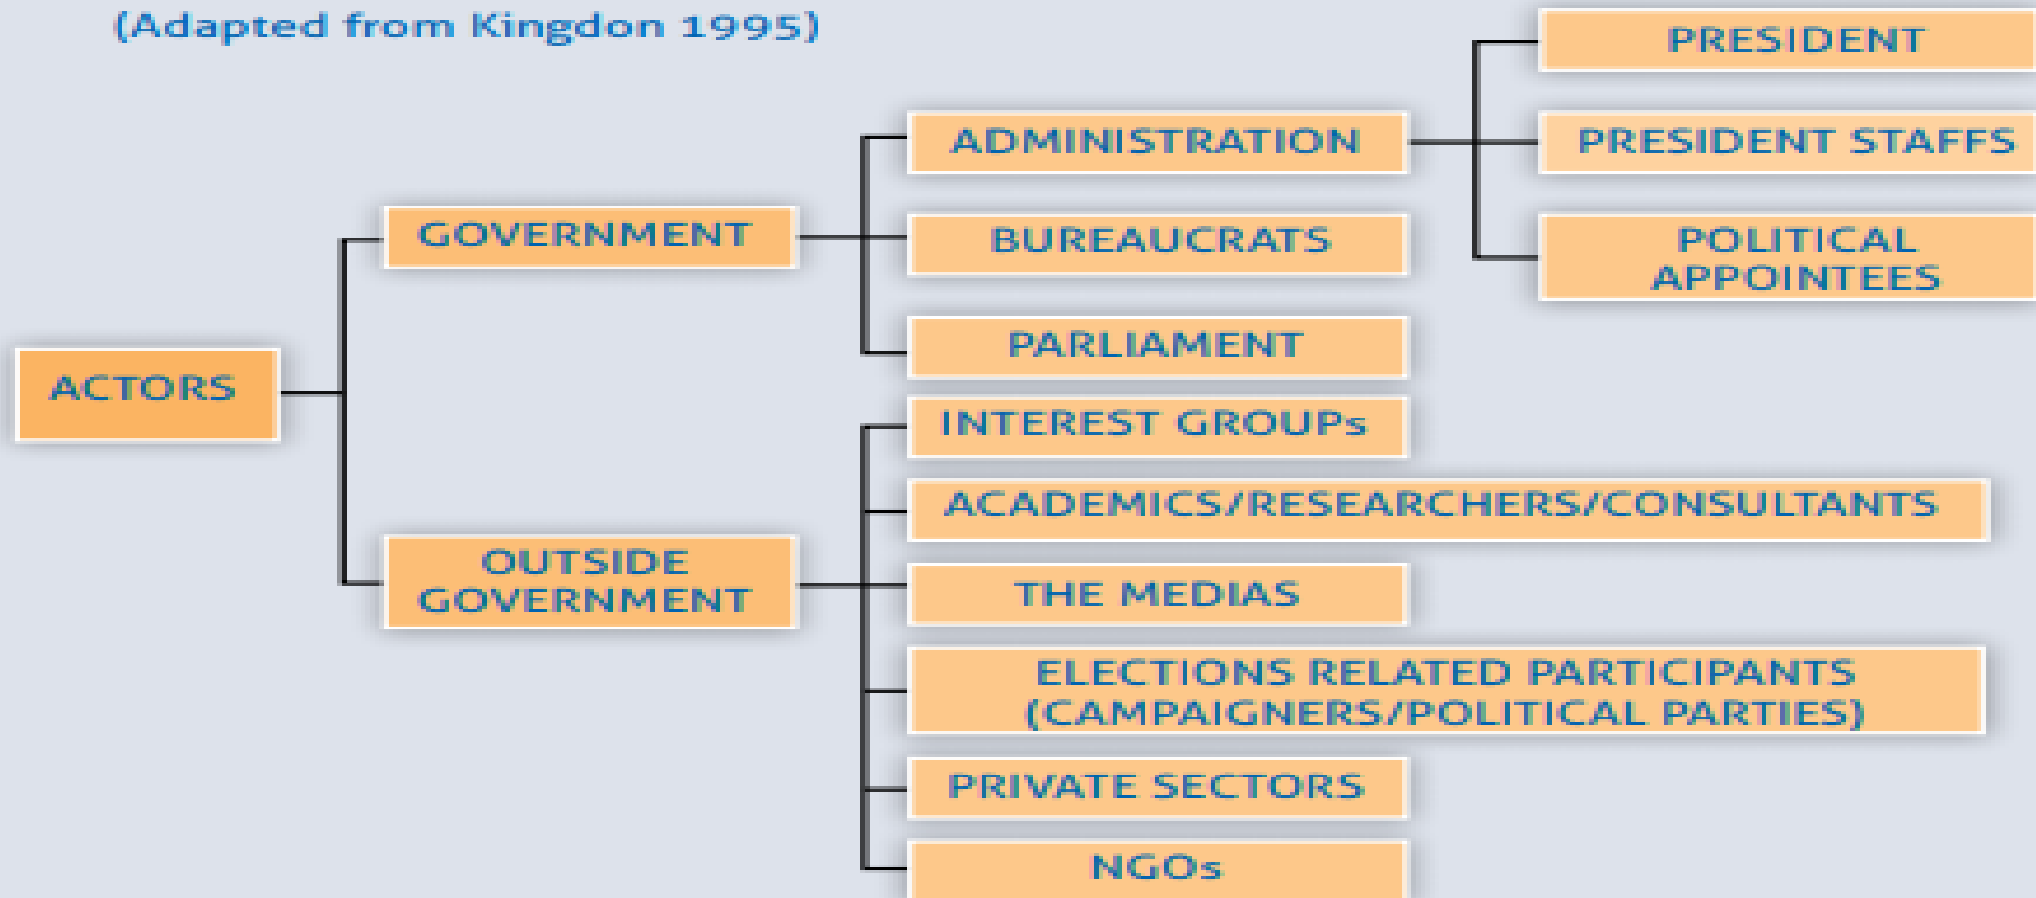 (Adapted from Kingdon 1995)
PRESIDENT
ADMINISTRATION
PRESIDENT STAFFS
GOVERNMENT
BUREAUCRATS
POLITICAL
APPOINTEES
PARLIAMENT
ACTORS
INTEREST GROUPs
ACADEMICS/RESEARCHERS/CONSULTANTS
OUTSIDE
GOVERNMENT
THE MEDIAS
ELECTIONS RELATED PARTICIPANTS
(CAMPAIGNERS/POLITICAL PARTIES)
PRIVATE SECTORS
NGOs